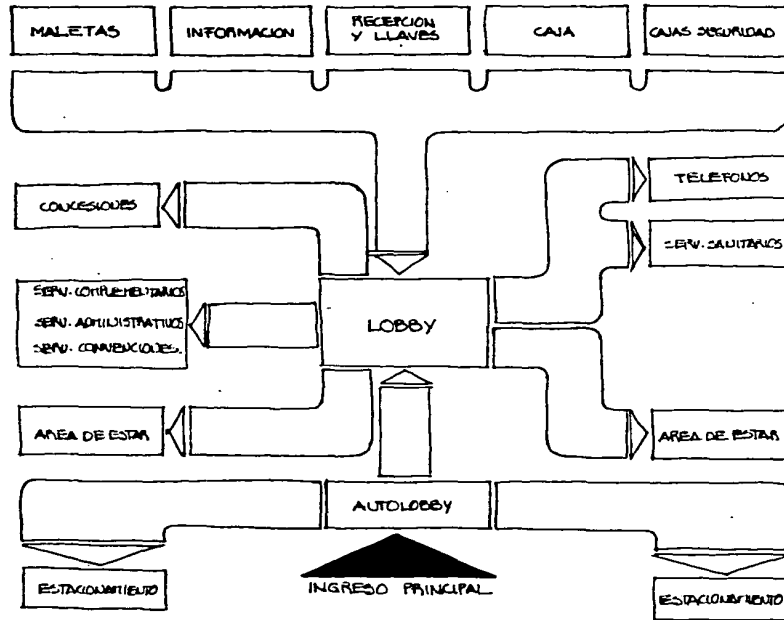 MALETAS
INFORMACION
RECEPCION
Y LLAVES
CAJA
CAJAS SEGURIDAD
CONCESIONES
TELEFONOS
SERV. SANITARIOS
SERV. COMPLEMENTARIOS
SERV. ADMINISTRATIVOS
SERV. CONVENCIONES.
LOBBY
AREA DE ESTAR
AREA DE ESTAR
AUTOLOBBY
ESTACIONAMIENTO
INGRESO PRINCIPAL
ESTACIONAMIENTO